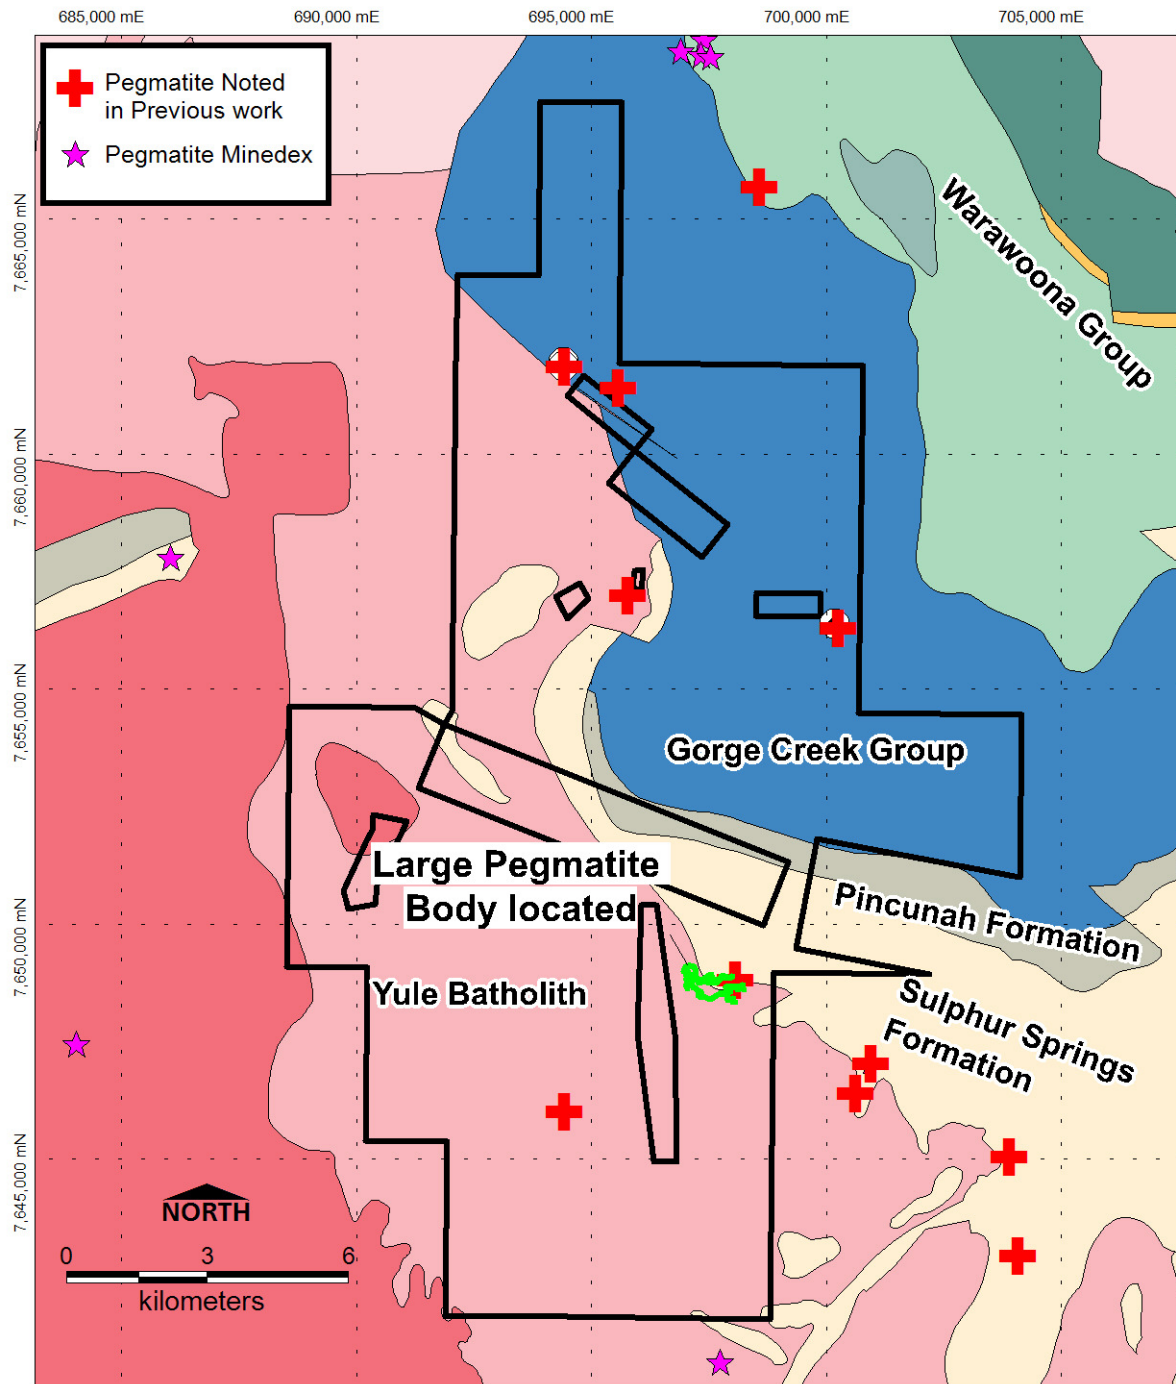 685,000 mE
690,000 mE
695,000 mE
700,000 mE
705,000 mE
Pegmatite Noted
in Previous work
Pegmatite Minedex
7,665,000 mN
7,660,000 mN
7,655,000 mN
7,650,000 mN
7,645,000 mN
Warawoona Group
Gorge Creek Group
Large Pegmatite
Body located
Pincunah Formation
Yule Batholith
Sulphur Springs
Formation
NORTH
0 3 6
kilometers